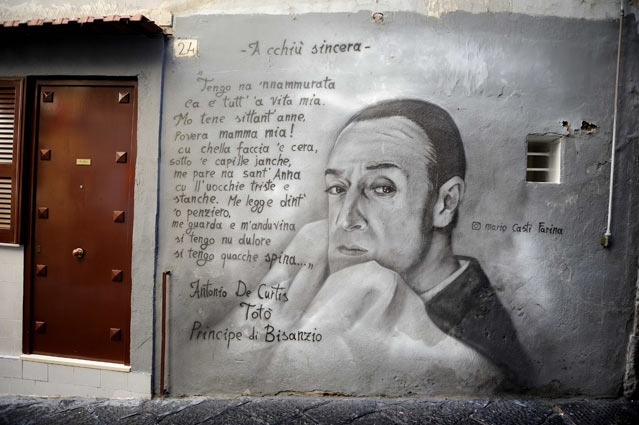 24
-A cchiù sincera-
"Tengo na 'nnammurata
ca e tutt' 'a vita mia.
Mo tene sittant'anne.
Povera mamma mia!
cu chella faccia 'e cera,
sotto 'e capille janche,
me pare na sant'Anna
cu ll'uocchie triste e
stanche. Me legge dint'
'o penziero,
me guarda e m'anduvina
si tengo nu dulore
si tengo quacche spina..."
Antonio De Curtis
Totò
Principe di Bisanzio
mario Casti Farina